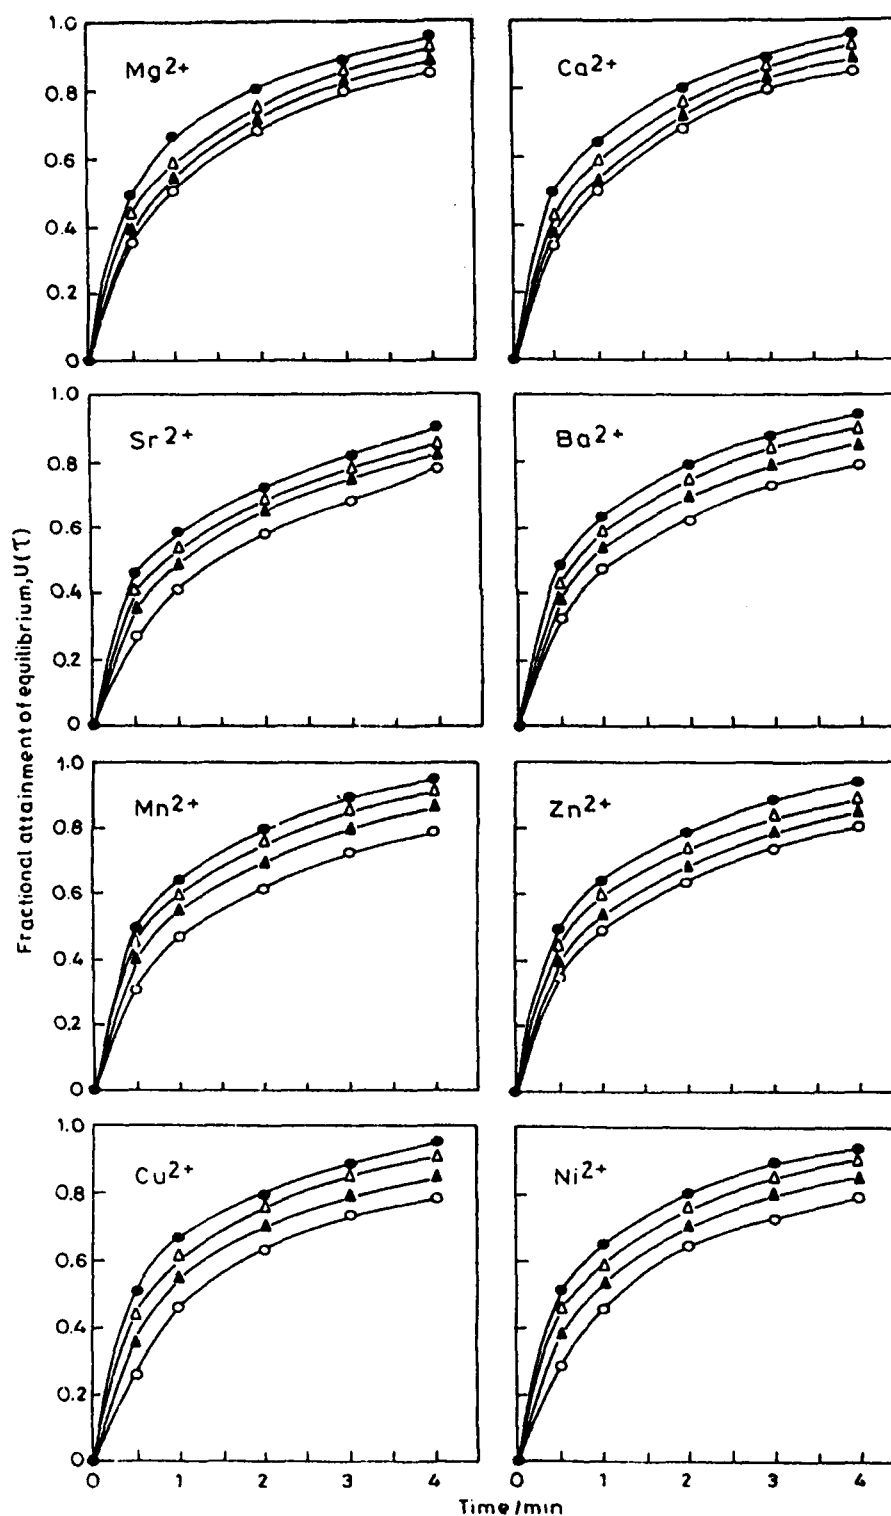 1.0
0.8
0.6
0.4
0.2
0
Mg2+
Ca2+
1.0
0.8
0.6
0.4
0.2
0
Sr2+
Ba2+
1.0
0.8
0.6
0.4
0.2
0
Mn2+
Zn2+
1.0
0.8
0.6
0.4
0.2
0
Cu2+
Ni2+
0 1 2 3 4
0 1 2 3 4
Fractional attainment of equilibrium, U(τ)
Time/min